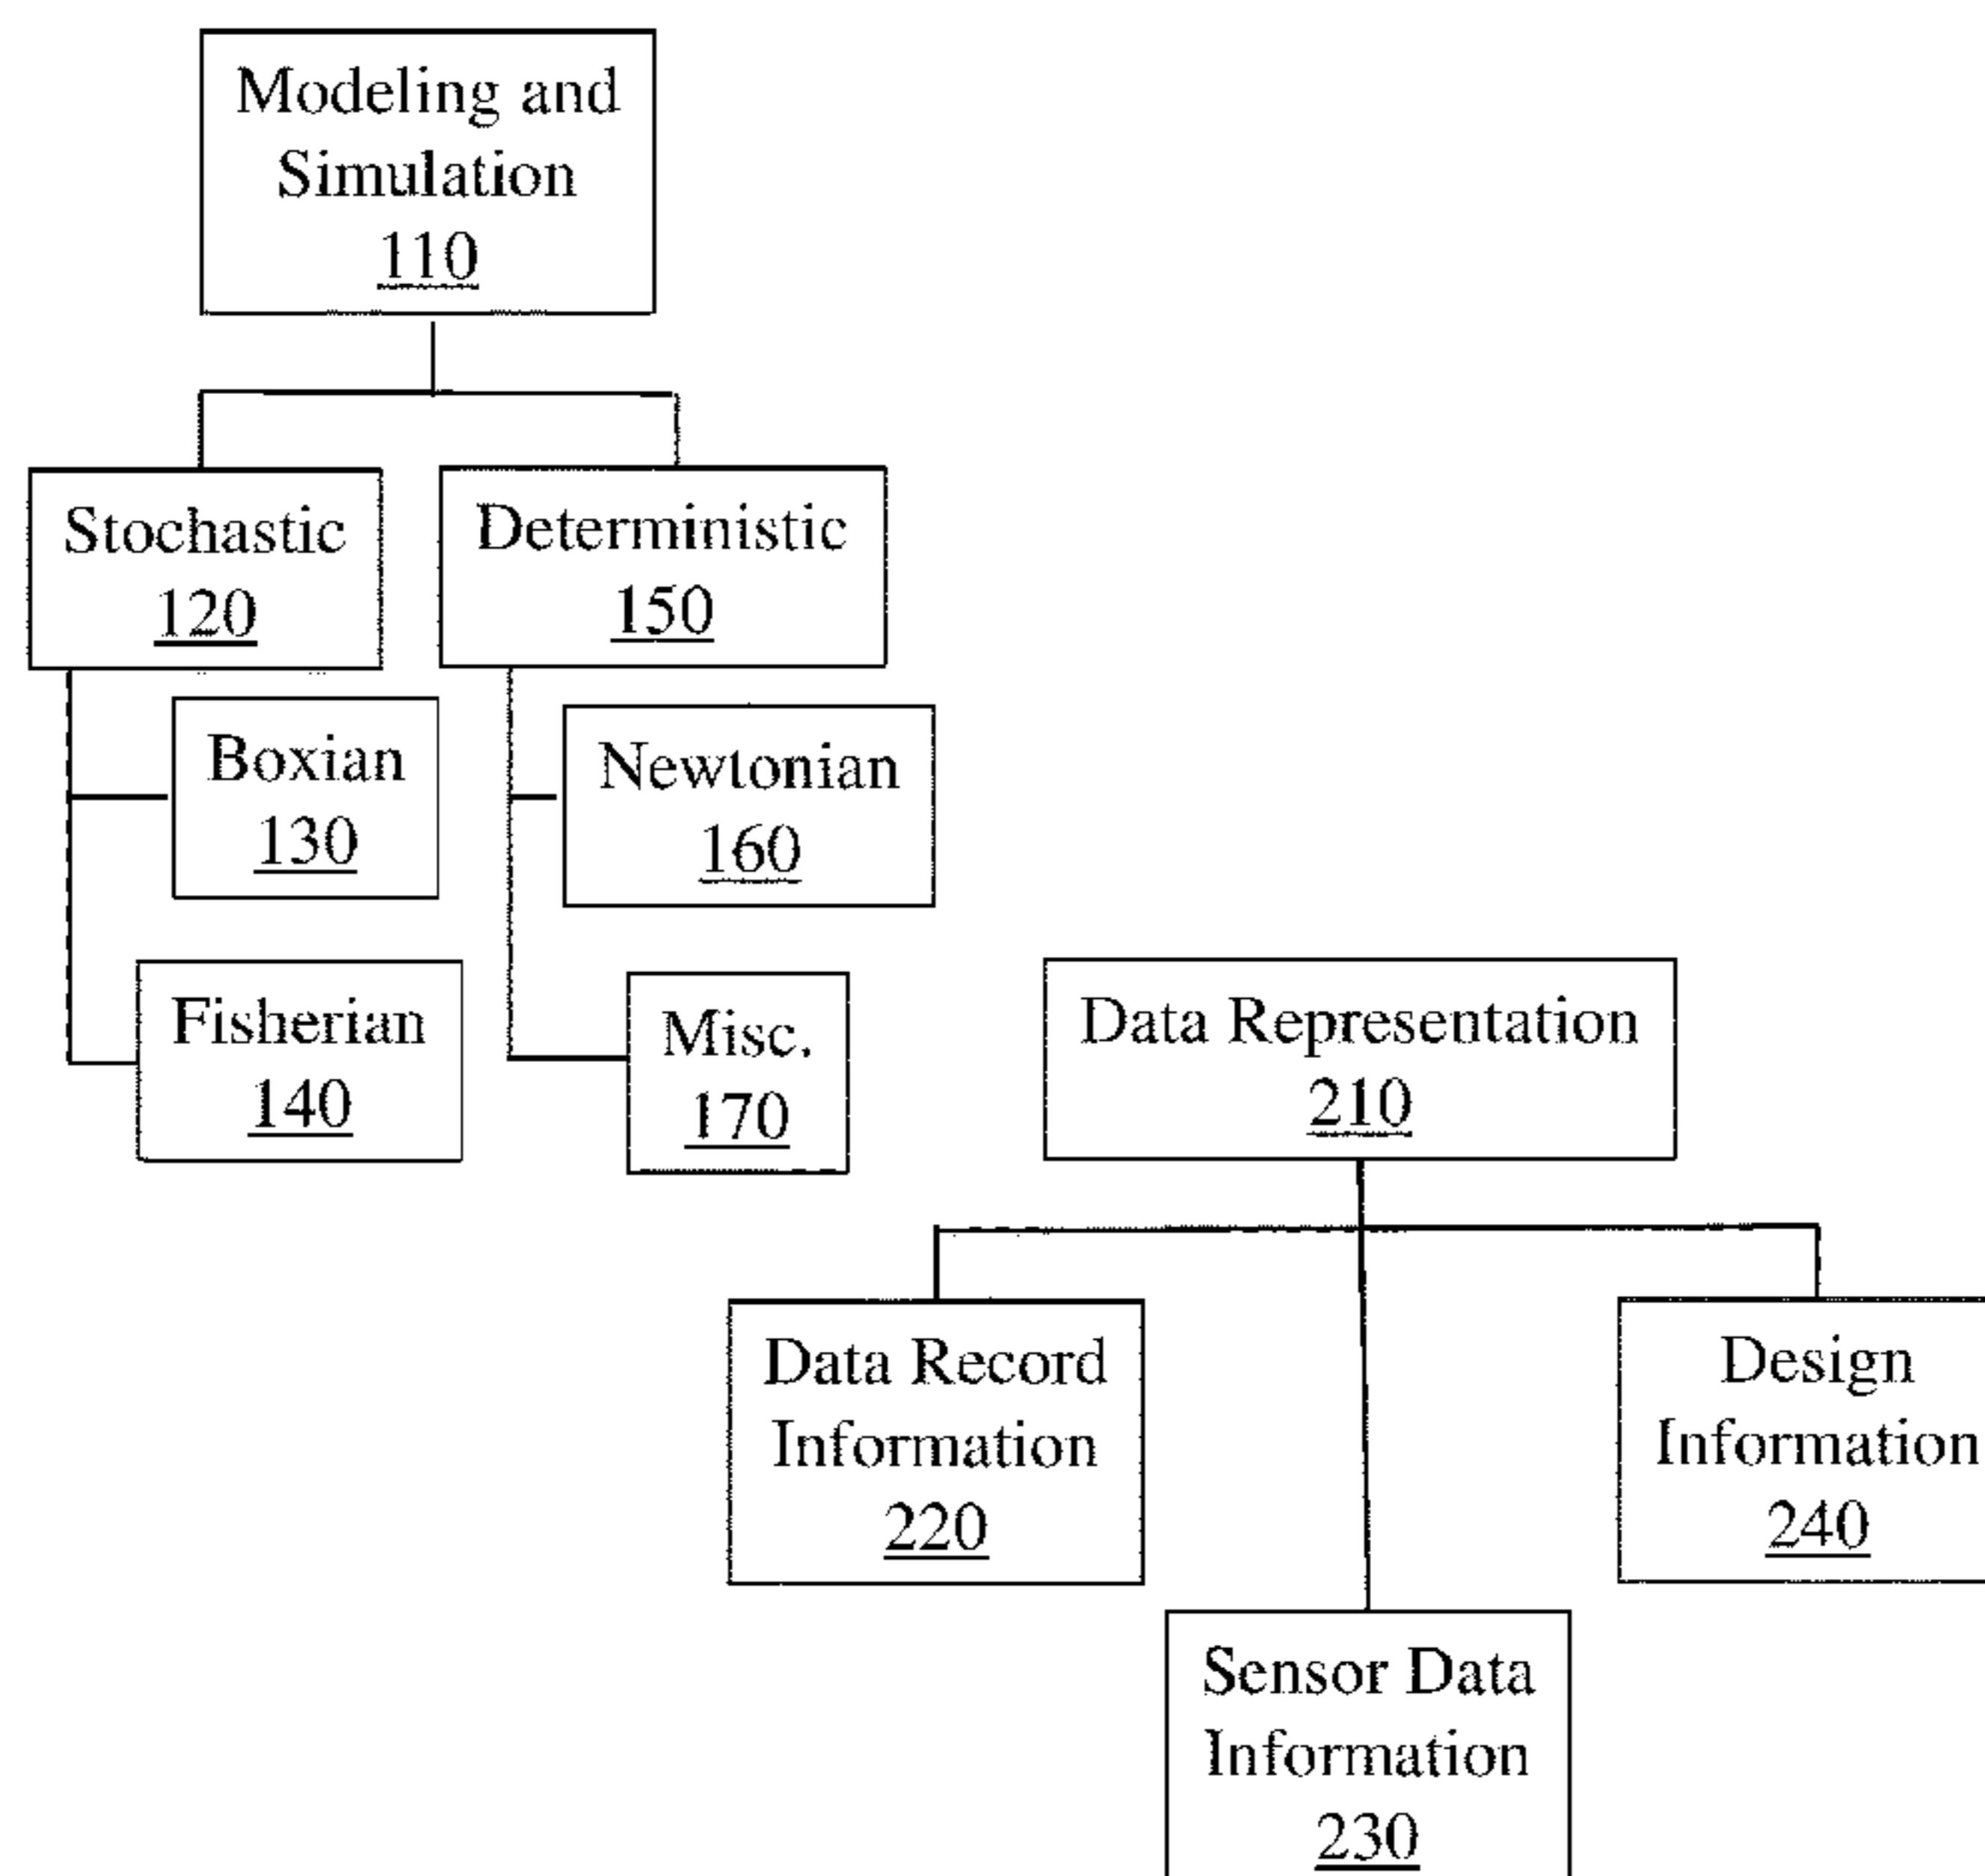 Modeling and
Simulation
110
Stochastic
120
Deterministic
150
Boxian
130
Newtonian
160
Fisherian
140
Misc.
170
Data Representation
210
Data Record
Information
220
Design
Information
240
Sensor Data
Information
230